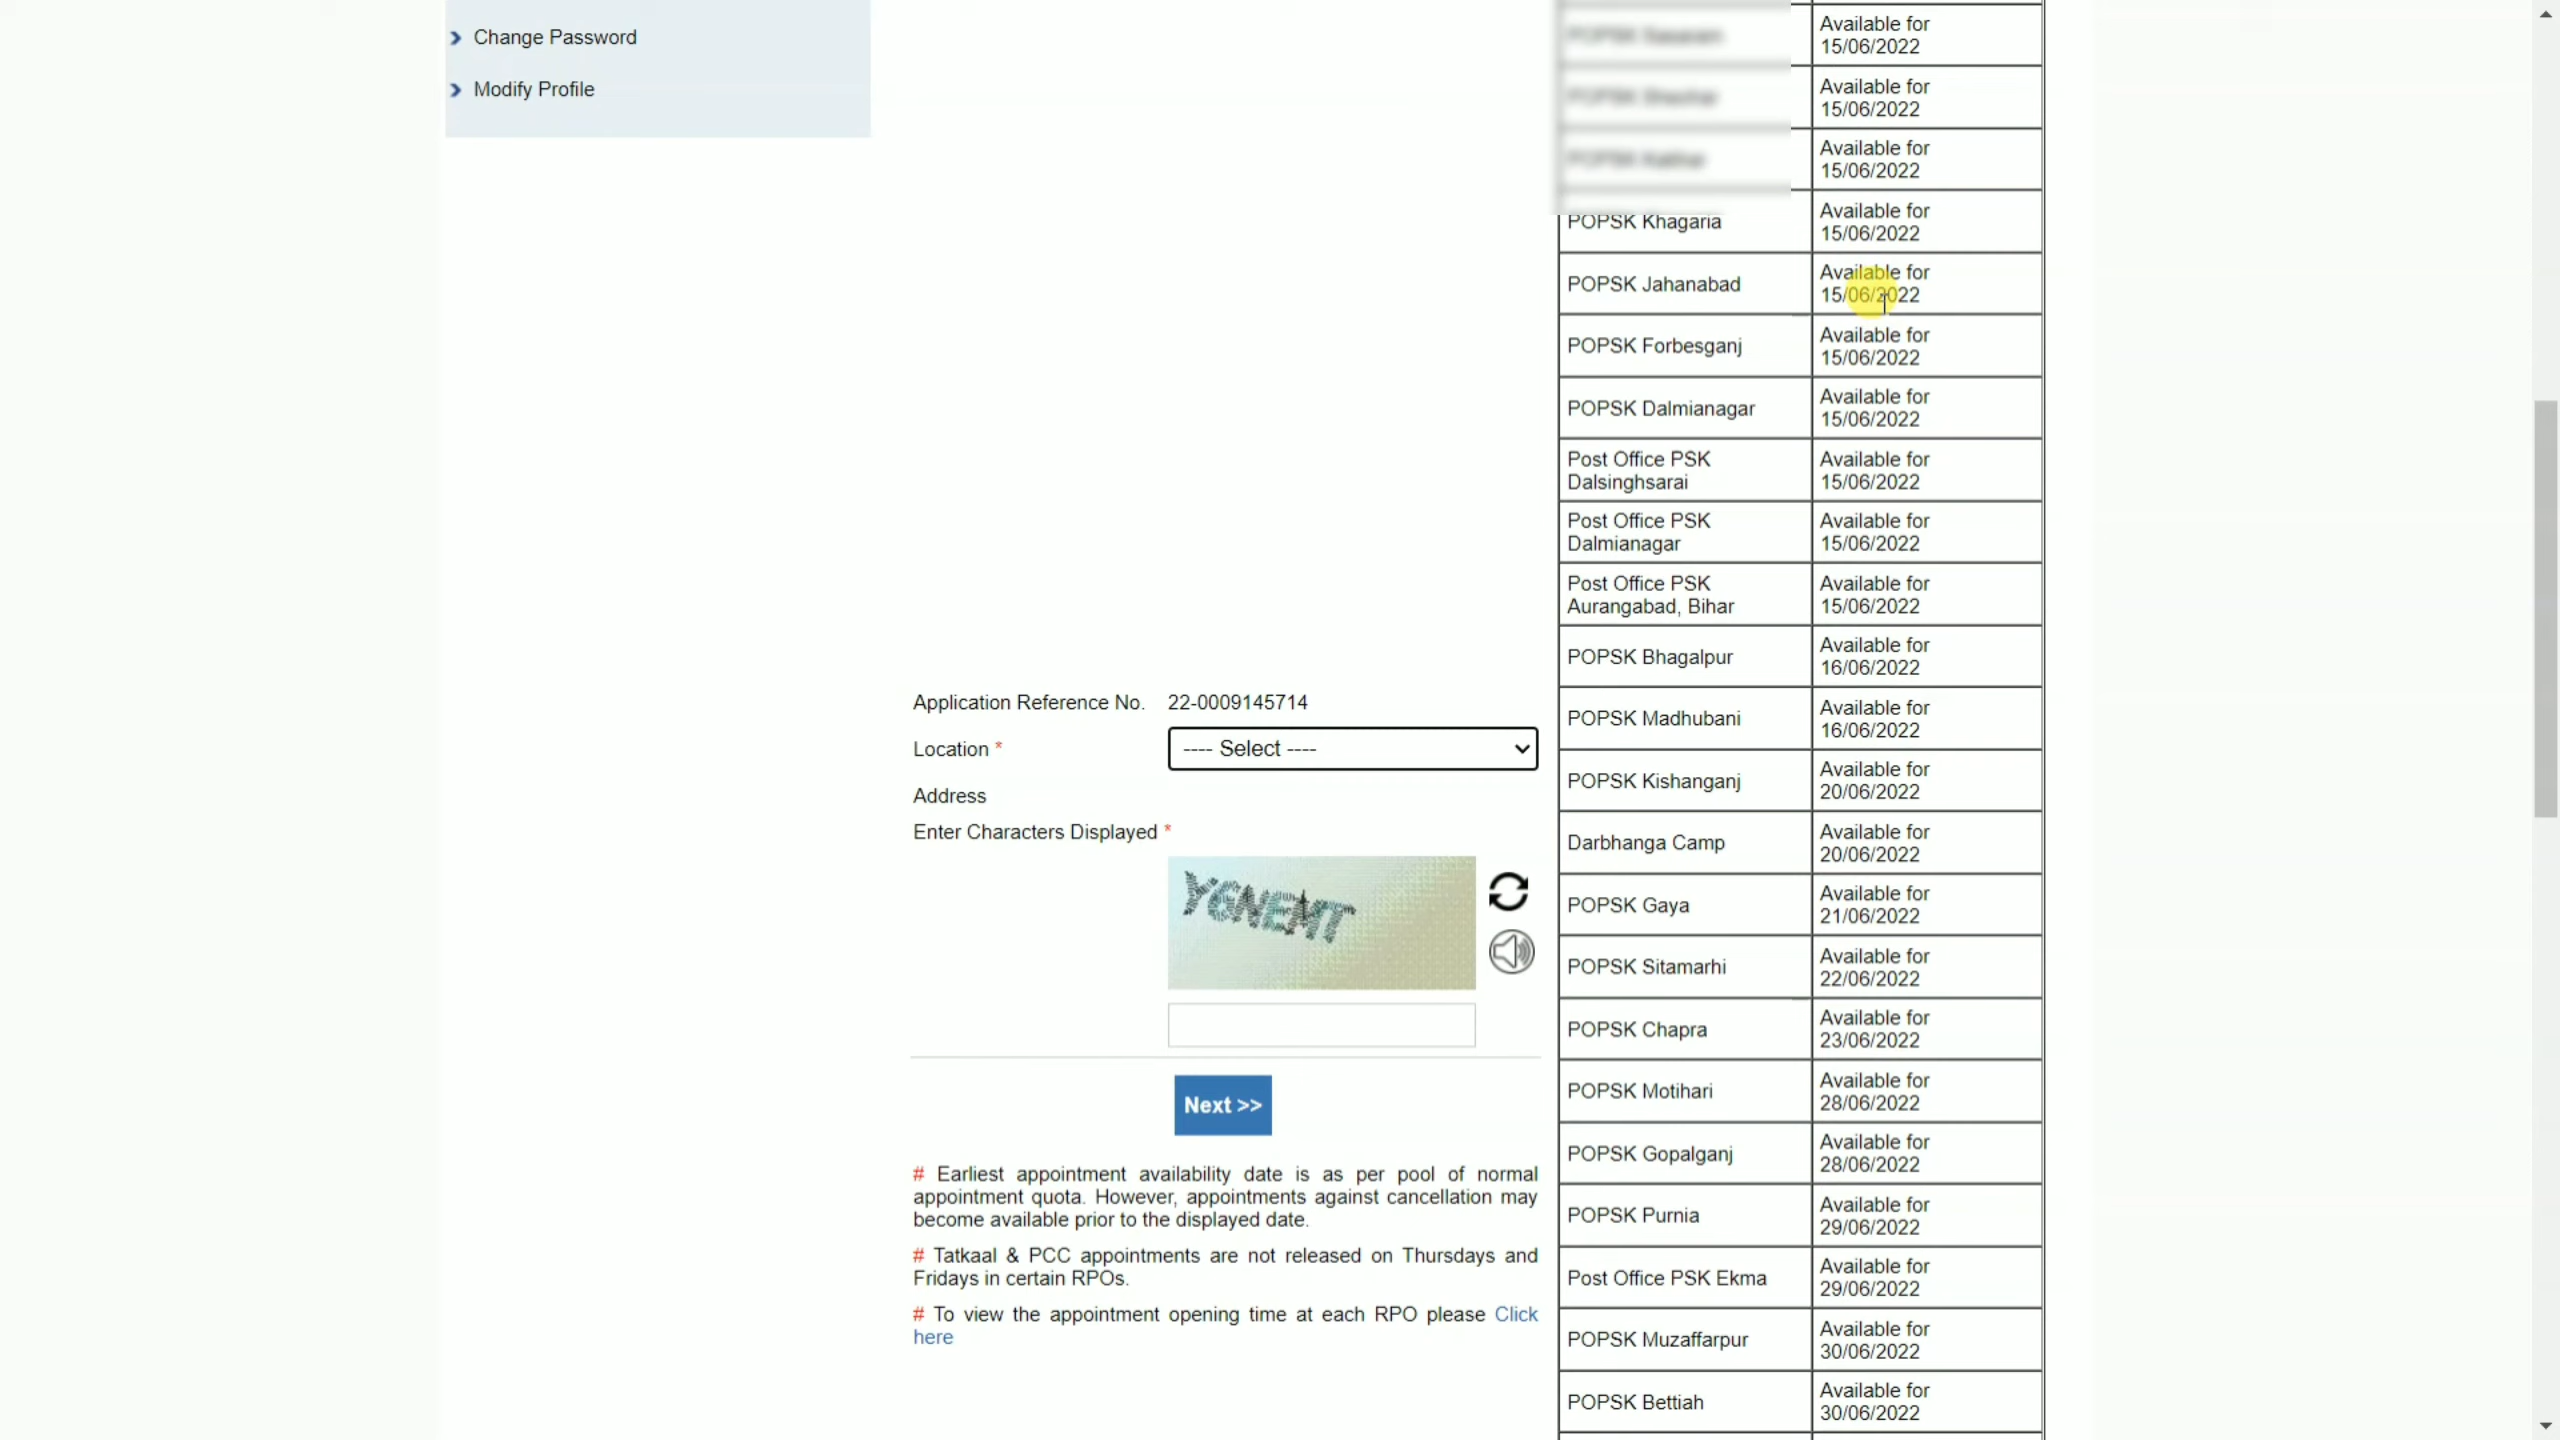 Change Password
Modify Profile
Application Reference No. 22-0009145714
Location *
---- Select ----
Address
Enter Characters Displayed *
Y6NEMT
Next >>
# Earliest appointment availability date is as per pool of normal
appointment quota. However, appointments against cancellation may
become available prior to the displayed date.
# Tatkaal & PCC appointments are not released on Thursdays and
Fridays in certain RPOs.
# To view the appointment opening time at each RPO please Click
here
Available for
15/06/2022
Available for
15/06/2022
Available for
15/06/2022
POPSK Khagaria
Available for
15/06/2022
POPSK Jahanabad
Available for
15/06/2022
POPSK Forbesganj
Available for
15/06/2022
POPSK Dalmianagar
Available for
15/06/2022
Post Office PSK
Dalsinghsarai
Available for
15/06/2022
Post Office PSK
Dalmianagar
Available for
15/06/2022
Post Office PSK
Aurangabad, Bihar
Available for
15/06/2022
POPSK Bhagalpur
Available for
16/06/2022
POPSK Madhubani
Available for
16/06/2022
POPSK Kishanganj
Available for
20/06/2022
Darbhanga Camp
Available for
20/06/2022
POPSK Gaya
Available for
21/06/2022
POPSK Sitamarhi
Available for
22/06/2022
POPSK Chapra
Available for
23/06/2022
POPSK Motihari
Available for
28/06/2022
POPSK Gopalganj
Available for
28/06/2022
POPSK Purnia
Available for
29/06/2022
Post Office PSK Ekma
Available for
29/06/2022
POPSK Muzaffarpur
Available for
30/06/2022
POPSK Bettiah
Available for
30/06/2022